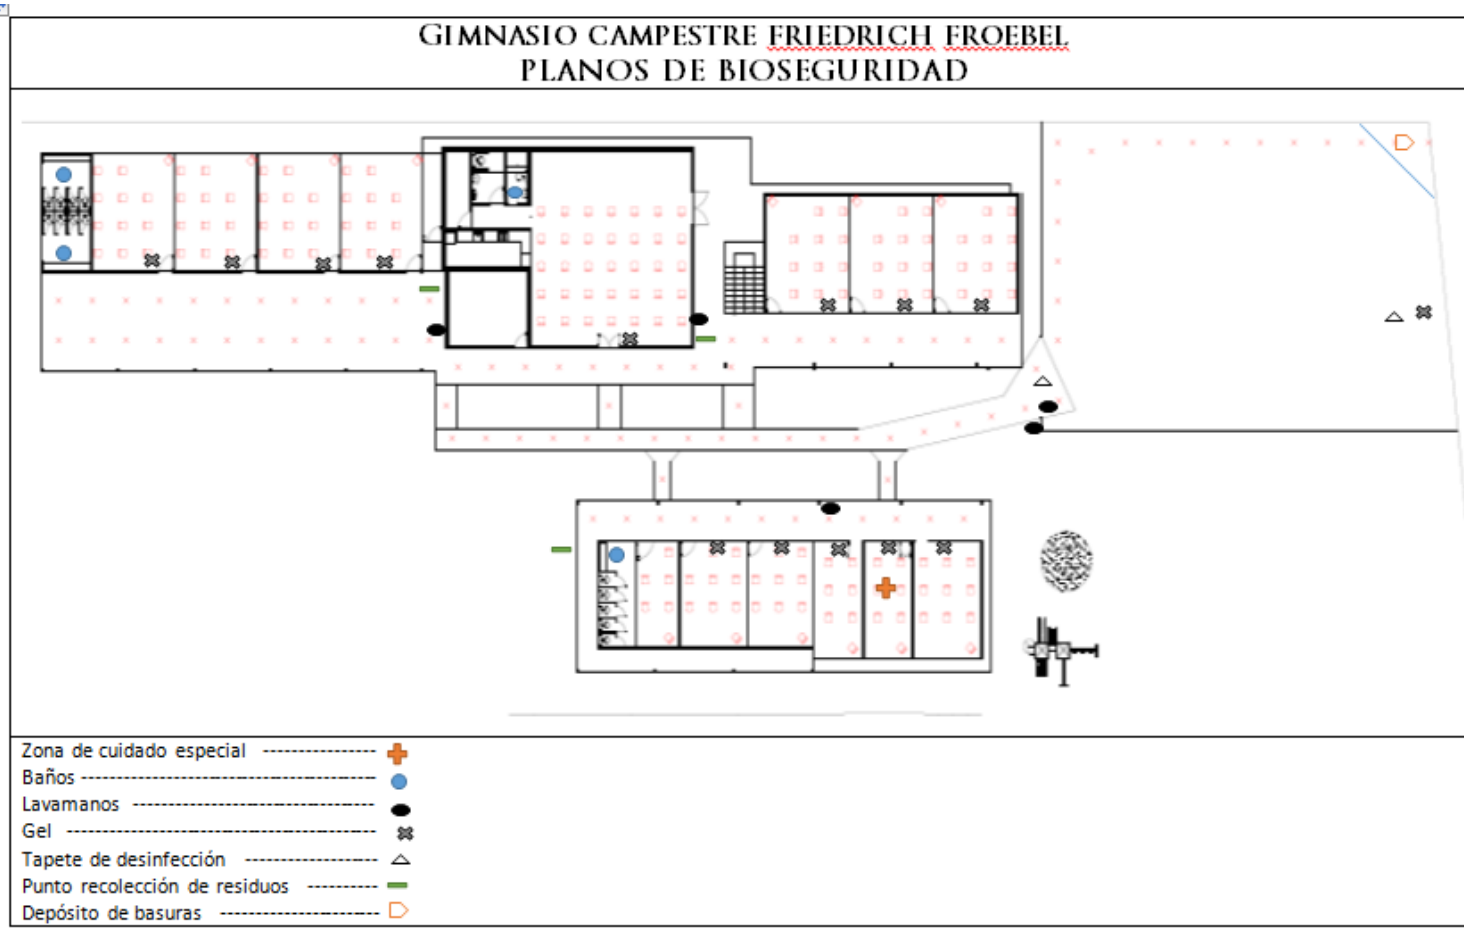 GIMNASIO CAMPESTRE FRIEDRICH FROEBEL
PLANOS DE BIOSEGURIDAD
Zona de cuidado especial
Baños
Lavamanos
Gel
Tapete de desinfección
Punto recolección de residuos
Depósito de basuras